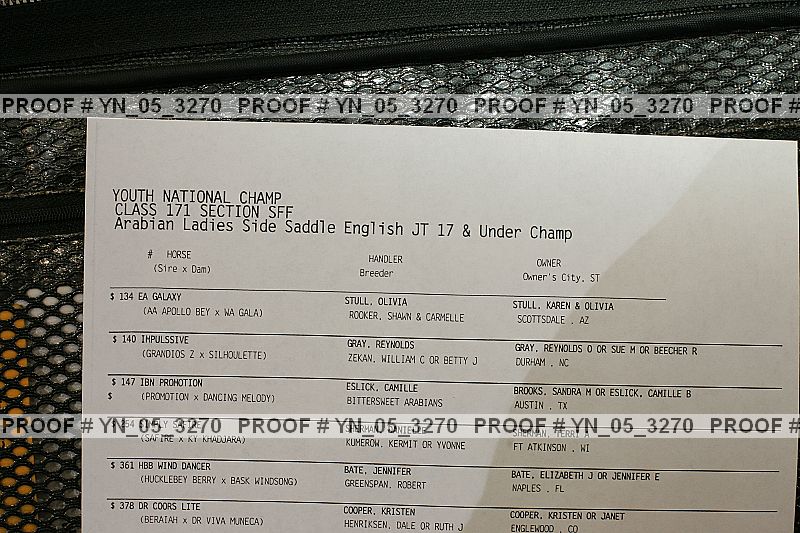 PROOF # YN_05_3270 PROOF # YN_05_3270 PROOF # YN_05_3270 PROOF #
YOUTH NATIONAL CHAMP
CLASS 171 SECTION SFF
Arabian Ladies Side Saddle English JT 17 & Under Champ
# HORSE HANDLER OWNER
(Sire x Dam) Breeder Owner's City, ST
$ 134 EA GALAXY STULL, OLIVIA STULL, KAREN & OLIVIA
(AA APOLLO BEY x WA GALA) ROOKER, SHAWN & CARMELLE SCOTTSDALE , AZ
$ 140 IMPULSSIVE GRAY, REYNOLDS GRAY, REYNOLDS O OR SUE M OR BEECHER R
(GRANDIOS Z x SILHOULETTE) ZEKAN, WILLIAM C OR BETTY J DURHAM , NC
$ 147 IBN PROMOTION ESLICK, CAMILLE BROOKS, SANDRA M OR ESLICK, CAMILLE B
$ (PROMOTION x DANCING MELODY) BITTERSWEET ARABIANS AUSTIN , TX
PROOF # YN_05_3270 PROOF # YN_05_3270 PROOF # YN_05_3270 PROOF #
$ 254 SHERMAN, SHERMAN, TERRI A
(SAFIRE x KY KHADJARA) KUMEROW, KERMIT OR YVONNE FT ATKINSON , WI
$ 361 HBB WIND DANCER BATE, JENNIFER BATE, ELIZABETH J OR JENNIFER E
(HUCKLEBEY BERRY x BASK WINDSONG) GREENSPAN, ROBERT NAPLES , FL
$ 378 DR COORS LITE COOPER, KRISTEN COOPER, KRISTEN OR JANET
(BERAIAH x DR VIVA MUNECA) HENRIKSEN, DALE OR RUTH J ENGLEWOOD , CO